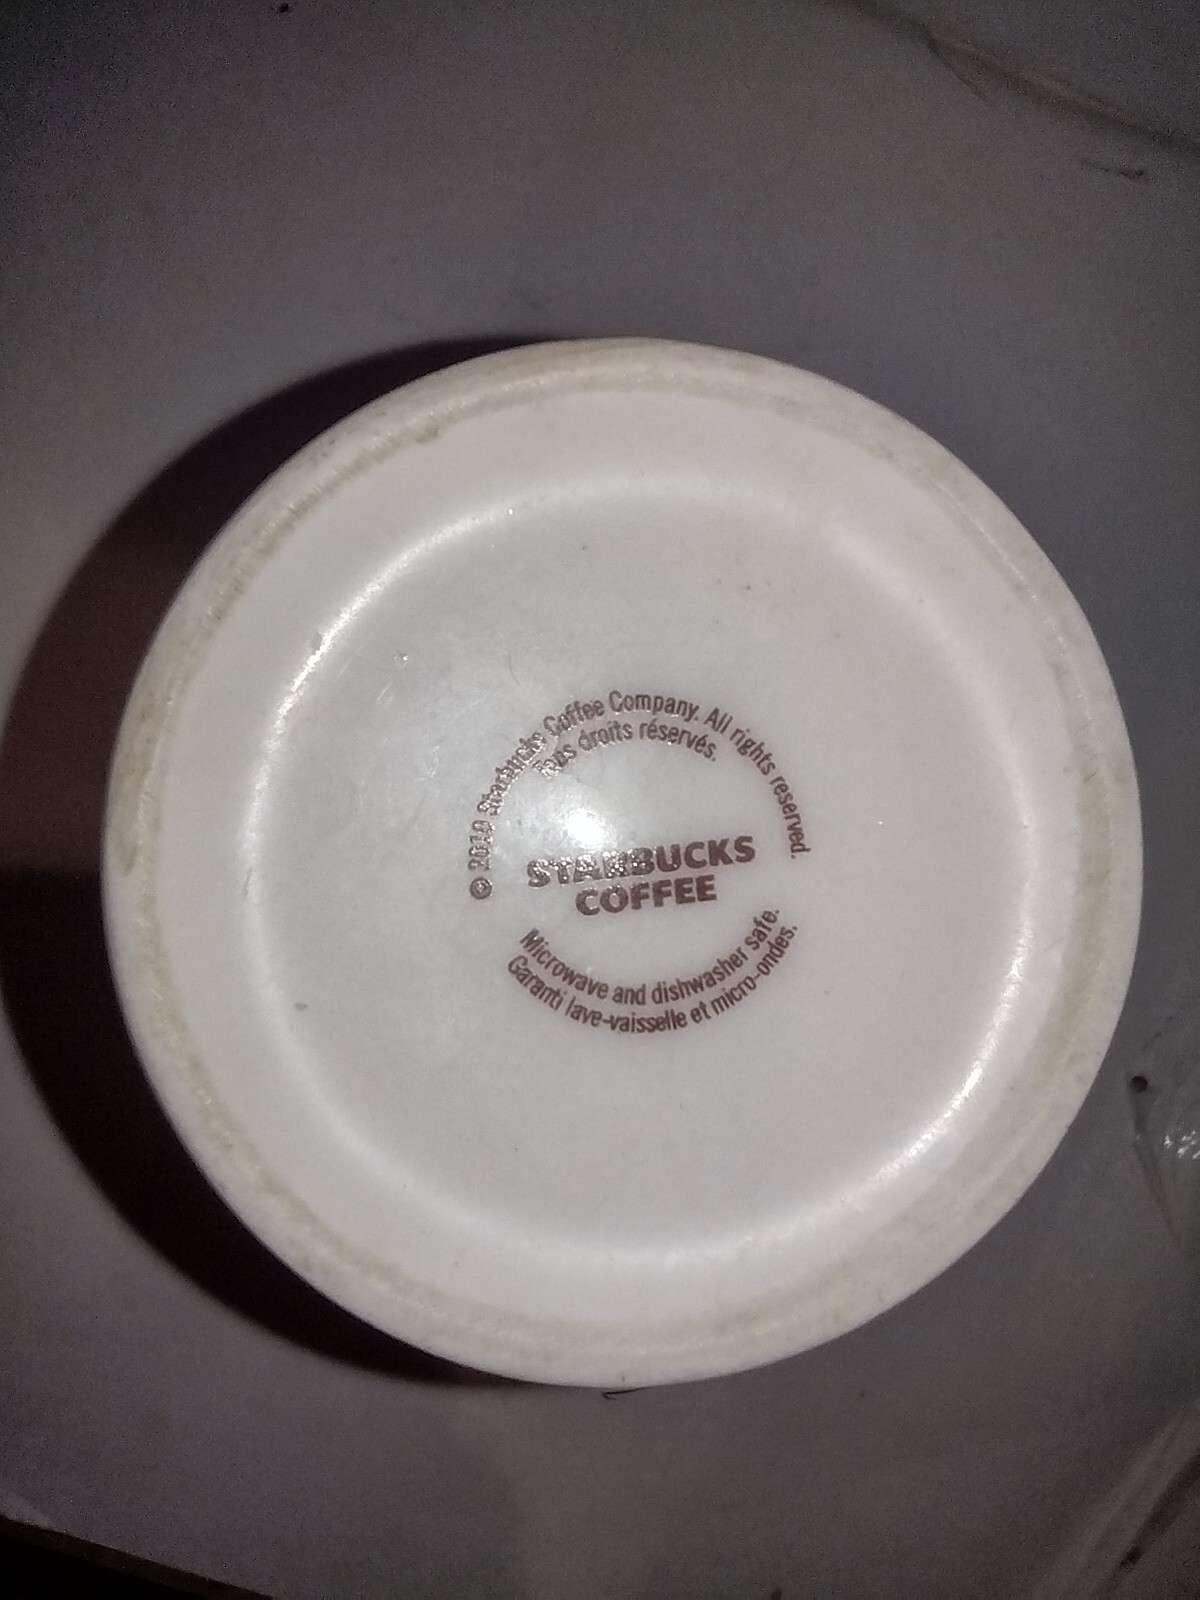 © 2010 Starbucks Coffee Company. All rights reserved.
Tous droits réservés.
STARBUCKS
COFFEE
Microwave and dishwasher safe.
Garanti lave-vaisselle et micro-ondes.